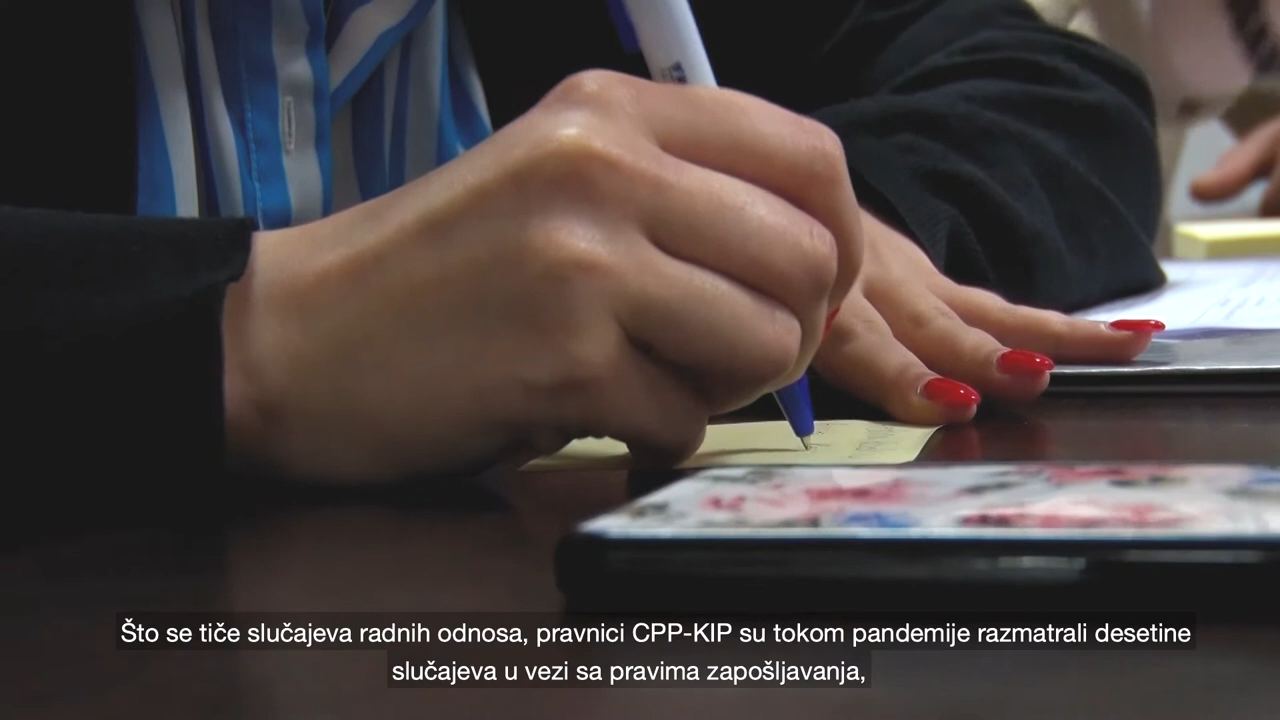 Što se tiče slučajeva radnih odnosa, pravnici CPP-KIP su tokom pandemije razmatrali desetine
slučajeva u vezi sa pravima zapošljavanja,